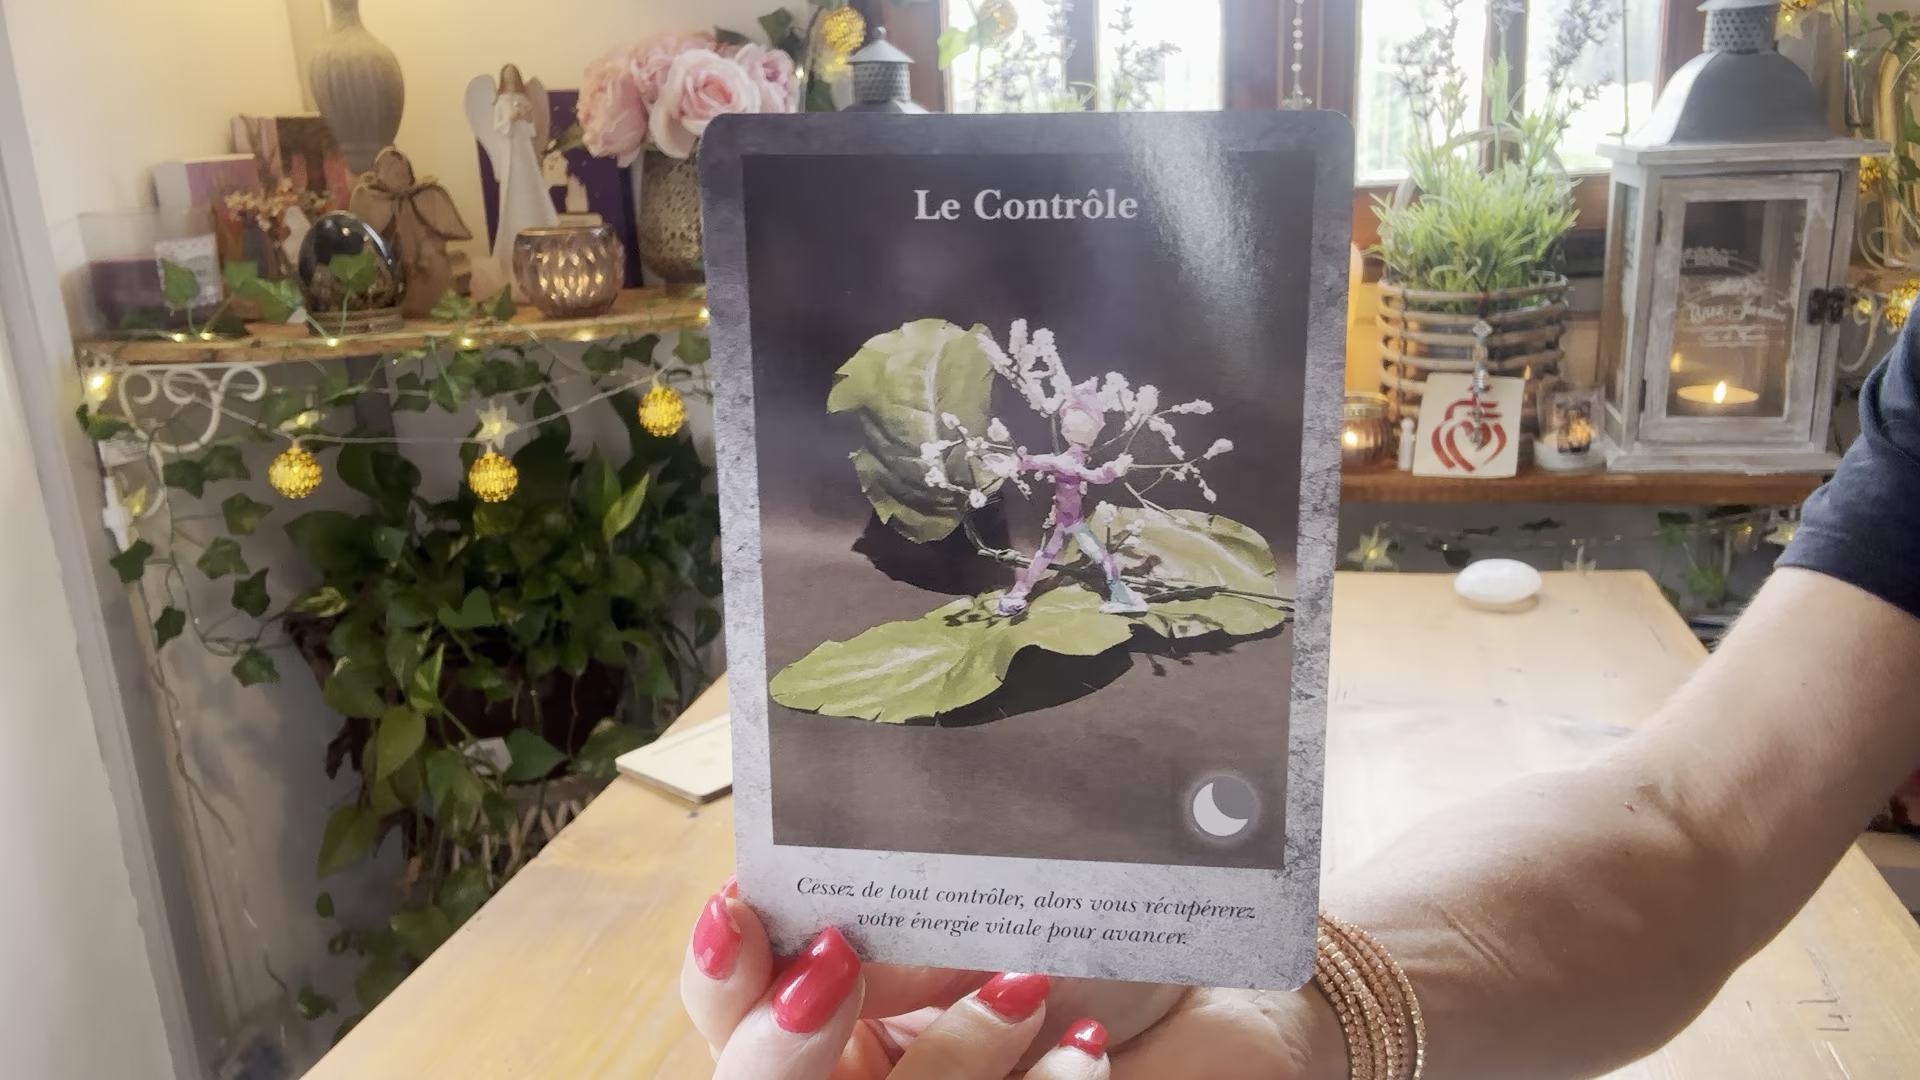 Le Contrôle
Cessez de tout contrôler, alors vous récupérerez
votre énergie vitale pour avancer.